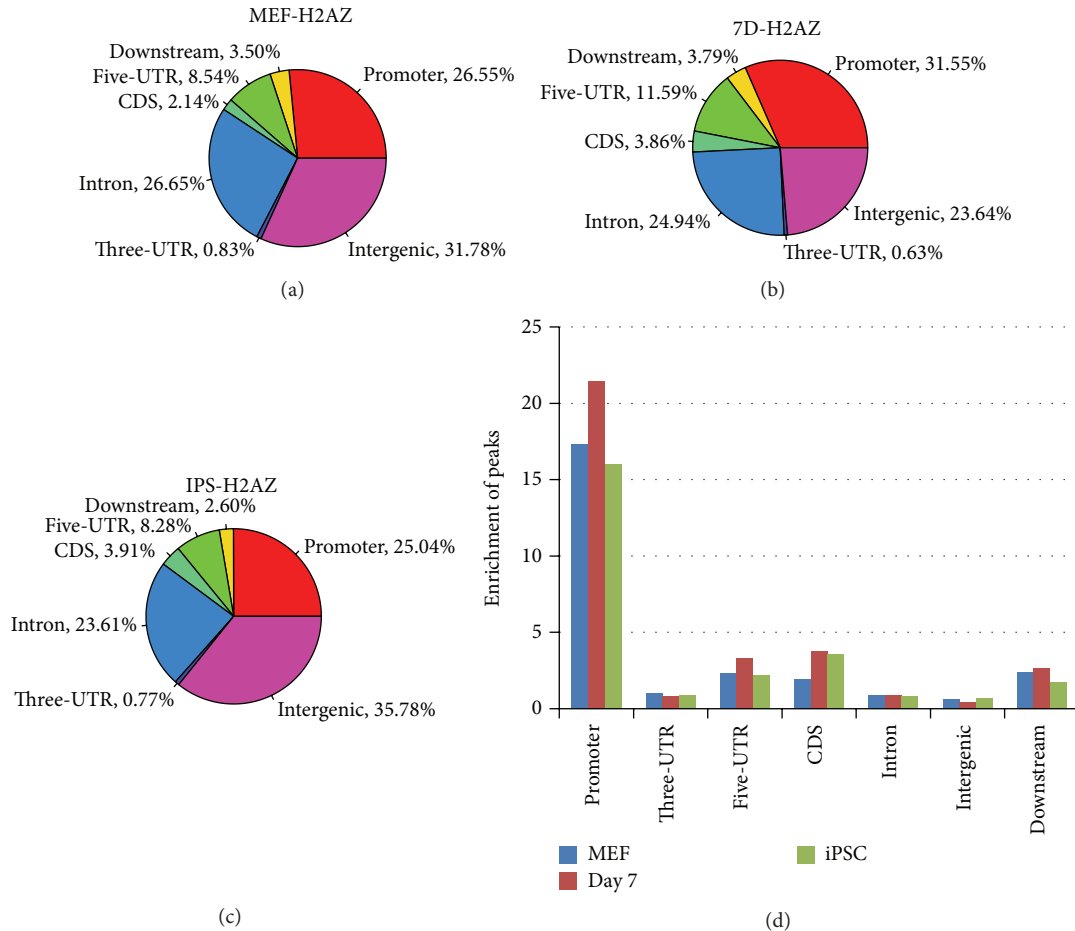 MEF-H2AZ
Downstream, 3.50%
Five-UTR, 8.54%
CDS, 2.14%
Intron, 26.65%
Three-UTR, 0.83%
Promoter, 26.55%
Intergenic, 31.78%
(a)
7D-H2AZ
Downstream, 3.79%
Five-UTR, 11.59%
CDS, 3.86%
Intron, 24.94%
Three-UTR, 0.63%
Promoter, 31.55%
Intergenic, 23.64%
(b)
IPS-H2AZ
Downstream, 2.60%
Five-UTR, 8.28%
CDS, 3.91%
Intron, 23.61%
Three-UTR, 0.77%
Promoter, 25.04%
Intergenic, 35.78%
(c)
Enrichment of peaks
25
20
15
10
5
0
Promoter
Three-UTR
Five-UTR
CDS
Intron
Intergenic
Downstream
MEF
Day 7
iPSC
(d)